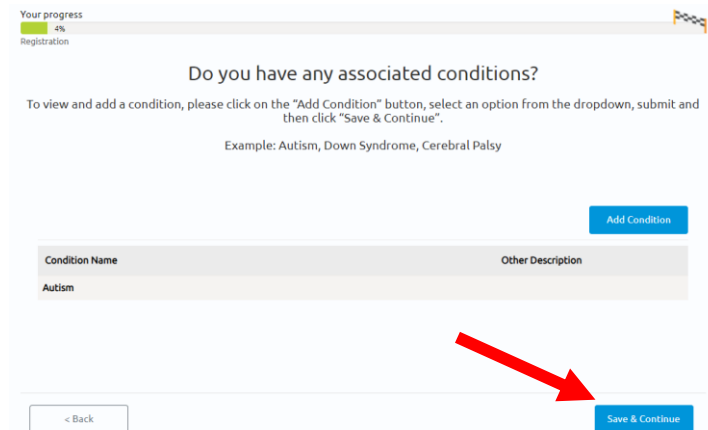 Your progress
4%
Registration
Do you have any associated conditions?
To view and add a condition, please click on the “Add Condition” button, select an option from the dropdown, submit and
then click “Save & Continue”.
Example: Autism, Down Syndrome, Cerebral Palsy
Add Condition
Condition Name Other Description
Autism
< Back Save & Continue